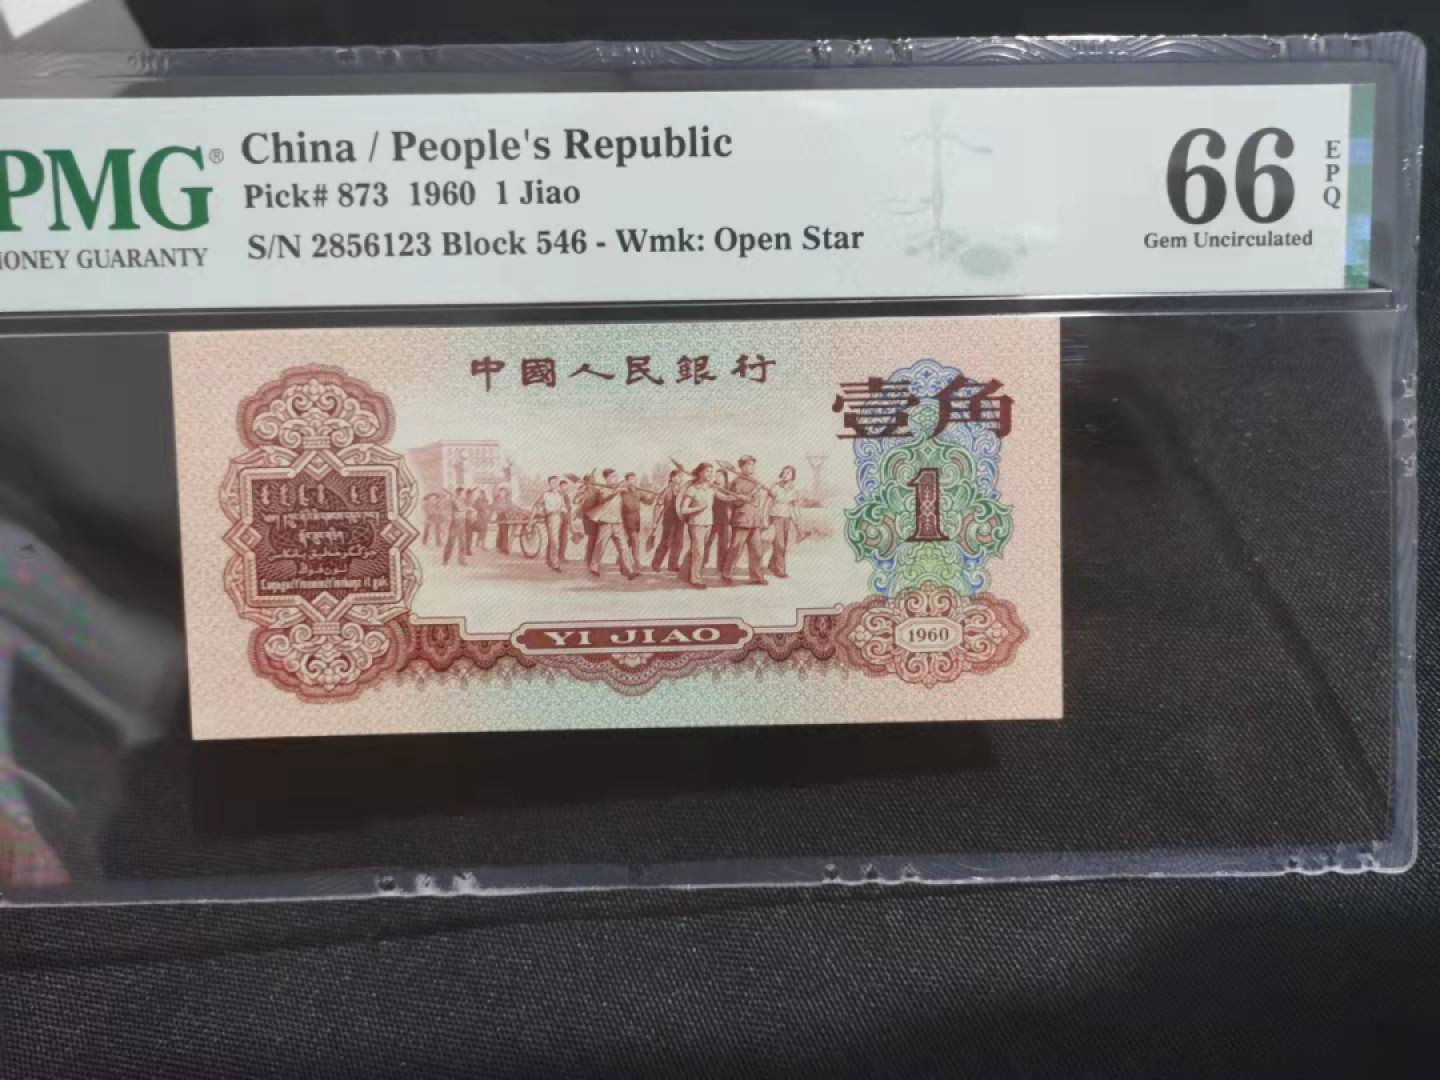 PMG®
MONEY GUARANTY
China / People's Republic
Pick# 873 1960 1 Jiao
S/N 2856123 Block 546 - Wmk: Open Star
66
EPQ
Gem Uncirculated
中國人民銀行
壹角
1
YI JIAO
1960